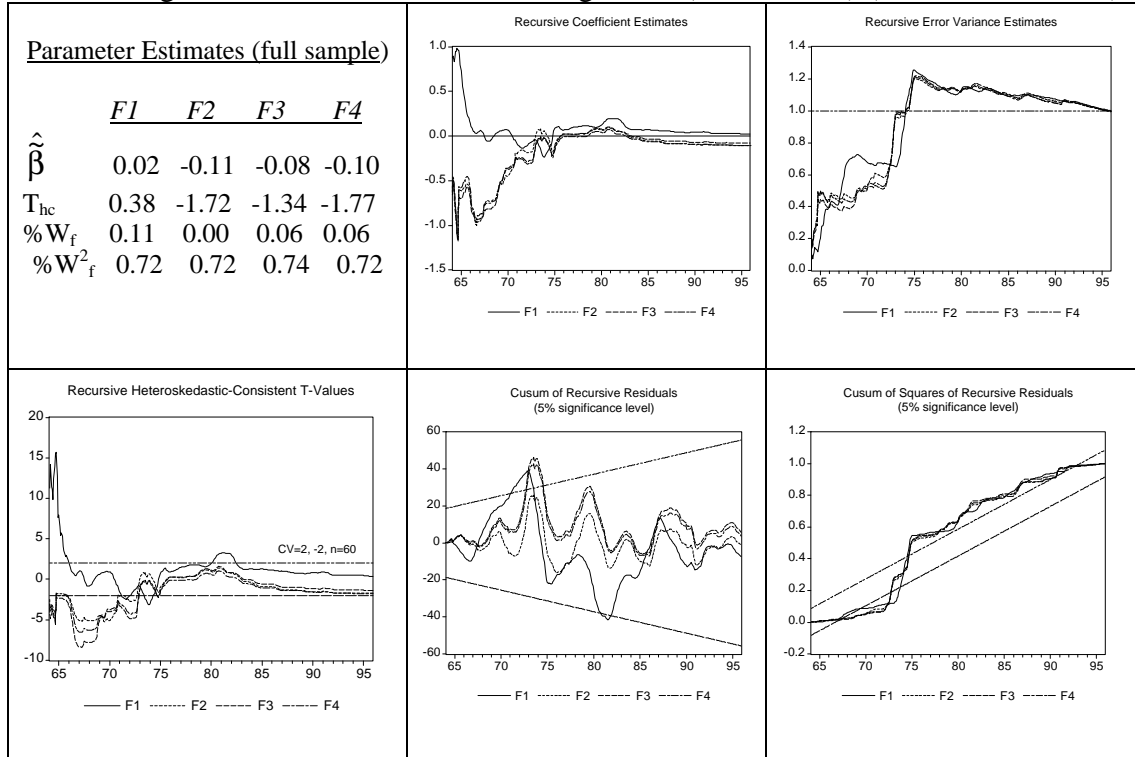 Parameter Estimates (full sample)
F1 F2 F3 F4
β̃̂ 0.02 -0.11 -0.08 -0.10
Thc 0.38 -1.72 -1.34 -1.77
%Wf 0.11 0.00 0.06 0.06
%W²f 0.72 0.72 0.74 0.72
Recursive Coefficient Estimates
1.0
0.5
0.0
-0.5
-1.0
-1.5
65 70 75 80 85 90 95
F1 F2 F3 F4
Recursive Error Variance Estimates
1.4
1.2
1.0
0.8
0.6
0.4
0.2
0.0
65 70 75 80 85 90 95
F1 F2 F3 F4
Recursive Heteroskedastic-Consistent T-Values
20
15
10
5
0
-5
-10
CV=2, -2, n=60
65 70 75 80 85 90 95
F1 F2 F3 F4
Cusum of Recursive Residuals
(5% significance level)
60
40
20
0
-20
-40
-60
65 70 75 80 85 90 95
F1 F2 F3 F4
Cusum of Squares of Recursive Residuals
(5% significance level)
1.2
1.0
0.8
0.6
0.4
0.2
0.0
-0.2
65 70 75 80 85 90 95
F1 F2 F3 F4